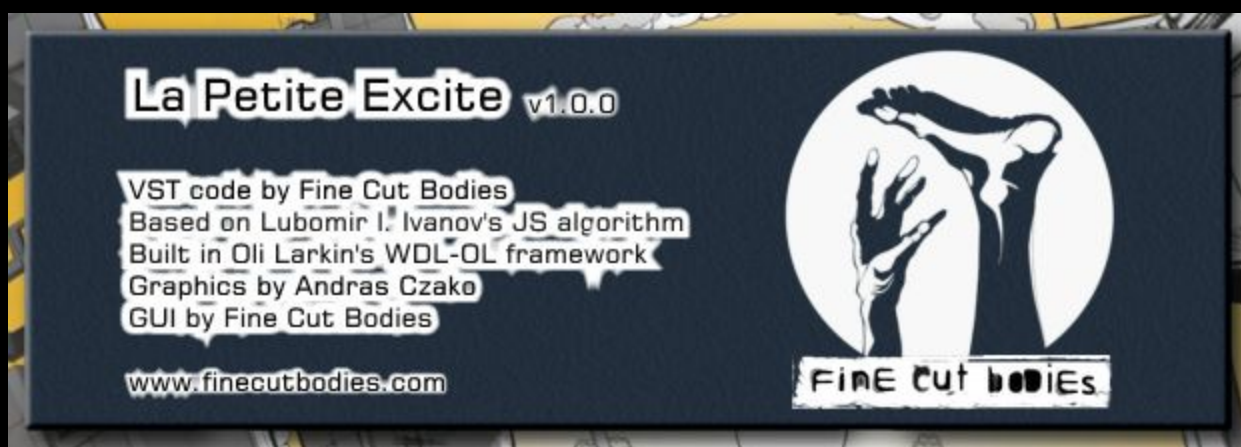 La Petite Excite v1.0.0
VST code by Fine Cut Bodies
Based on Lubomir I. Ivanov's JS algorithm
Built in Oli Larkin's WDL-OL framework
Graphics by Andras Czako
GUI by Fine Cut Bodies
www.finecutbodies.com
FinE Cut boDiEs